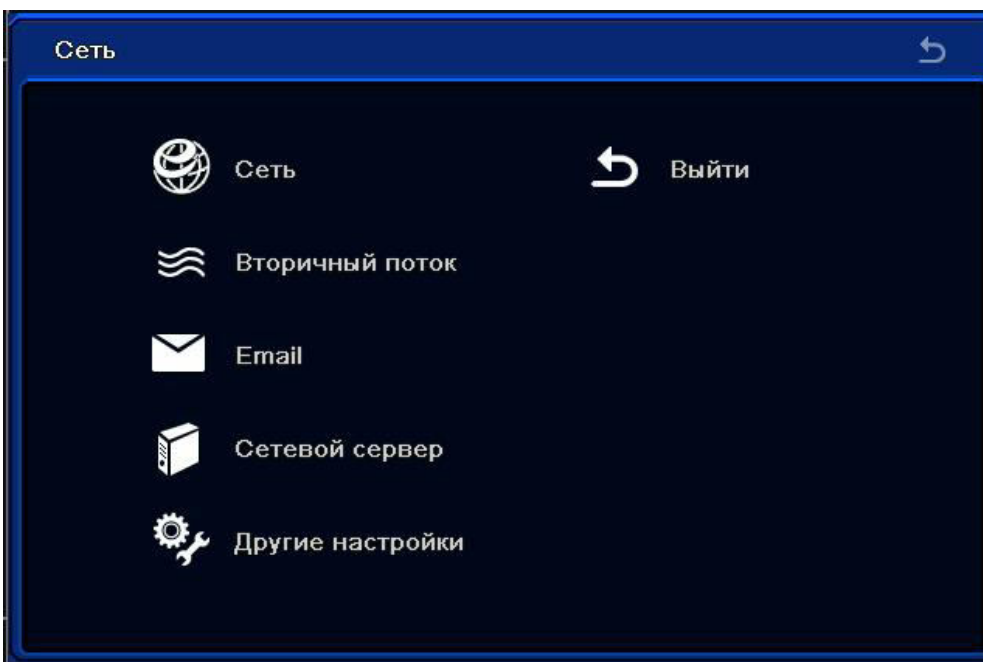 Сеть
Сеть
Выйти
Вторичный поток
Email
Сетевой сервер
Другие настройки